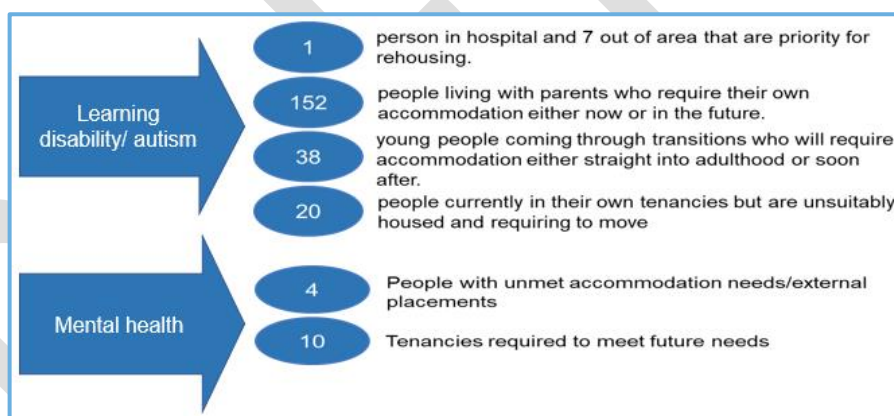 Learning
disability/ autism
1
person in hospital and 7 out of area that are priority for
rehousing.
152
people living with parents who require their own
accommodation either now or in the future.
38
young people coming through transitions who will require
accommodation either straight into adulthood or soon
after.
20
people currently in their own tenancies but are unsuitably
housed and requiring to move
Mental health
4
People with unmet accommodation needs/external
placements
10
Tenancies required to meet future needs